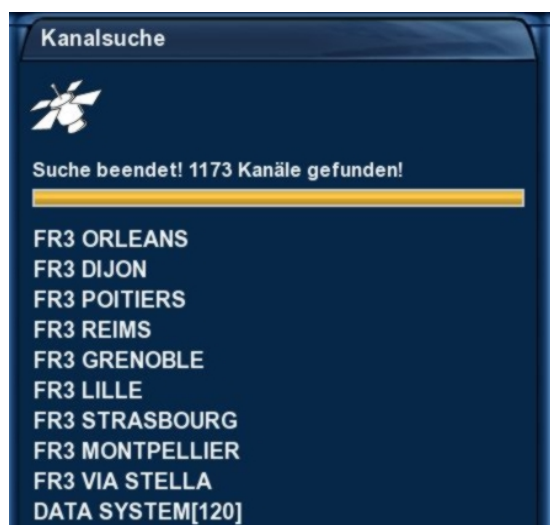 Kanalsuche
Suche beendet! 1173 Kanäle gefunden!
FR3 ORLEANS
FR3 DIJON
FR3 POITIERS
FR3 REIMS
FR3 GRENOBLE
FR3 LILLE
FR3 STRASBOURG
FR3 MONTPELLIER
FR3 VIA STELLA
DATA SYSTEM[120]